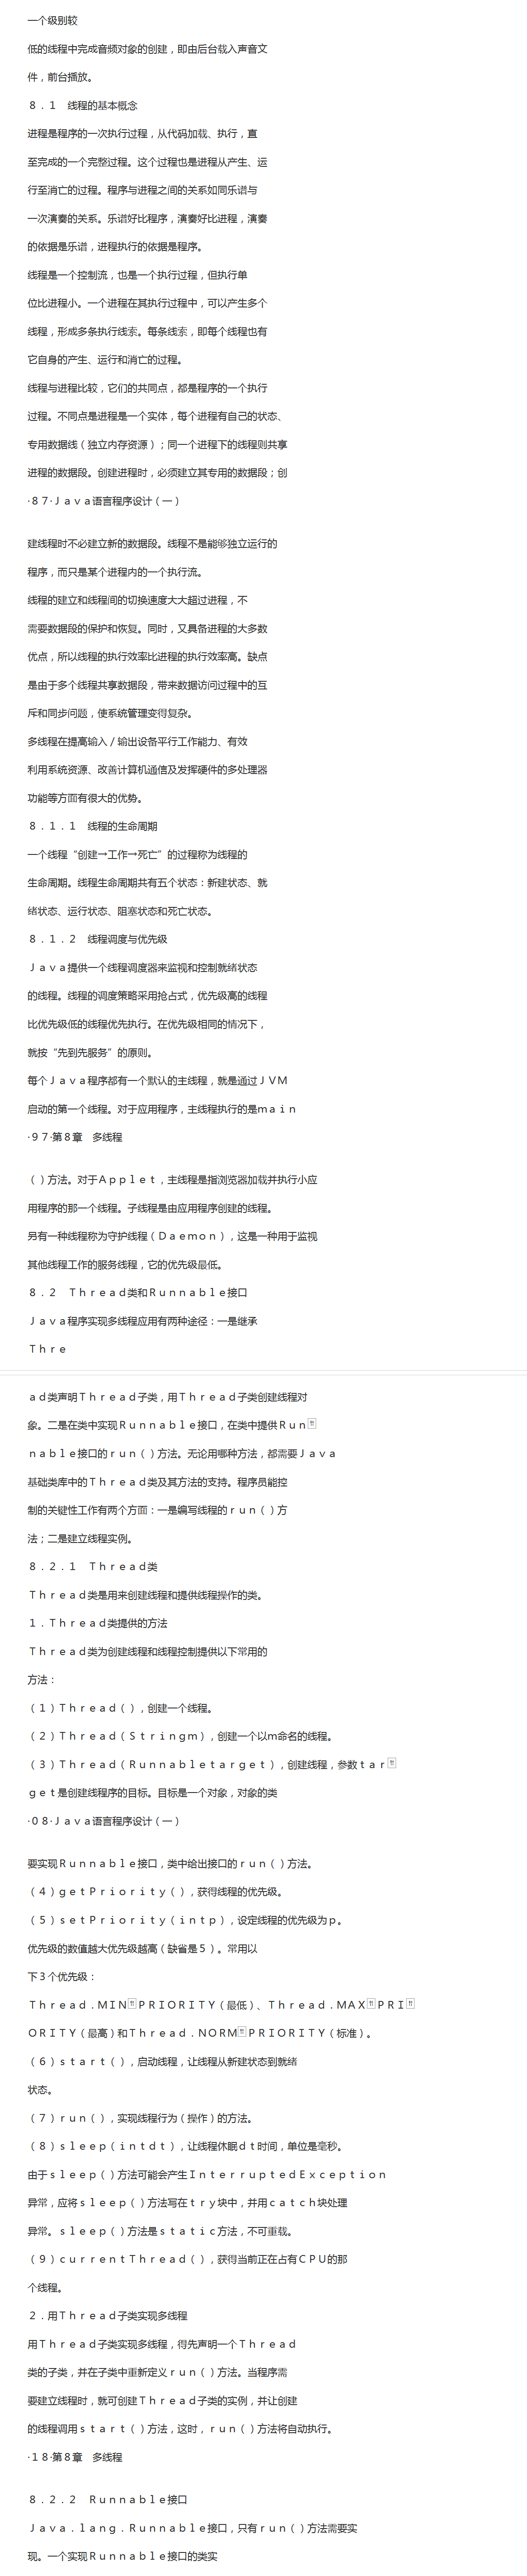 一个级别较
低的线程中完成音频对象的创建，即由后台载入声音文
件，前台播放。
８．１　线程的基本概念
进程是程序的一次执行过程，从代码加载、执行，直
至完成的一个完整过程。这个过程也是进程从产生、运
行至消亡的过程。程序与进程之间的关系如同乐谱与
一次演奏的关系。乐谱好比程序，演奏好比进程，演奏
的依据是乐谱，进程执行的依据是程序。
线程是一个控制流，也是一个执行过程，但执行单
位比进程小。一个进程在其执行过程中，可以产生多个
线程，形成多条执行线索。每条线索，即每个线程也有
它自身的产生、运行和消亡的过程。
线程与进程比较，它们的共同点，都是程序的一个执行
过程。不同点是进程是一个实体，每个进程有自己的状态、
专用数据线（独立内存资源）；同一个进程下的线程则共享
进程的数据段。创建进程时，必须建立其专用的数据段；创
·８７·Ｊａｖａ语言程序设计（一）
建线程时不必建立新的数据段。线程不是能够独立运行的
程序，而只是某个进程内的一个执行流。
线程的建立和线程间的切换速度大大超过进程，不
需要数据段的保护和恢复。同时，又具备进程的大多数
优点，所以线程的执行效率比进程的执行效率高。缺点
是由于多个线程共享数据段，带来数据访问过程中的互
斥和同步问题，使系统管理变得复杂。
多线程在提高输入／输出设备平行工作能力、有效
利用系统资源、改善计算机通信及发挥硬件的多处理器
功能等方面有很大的优势。
８．１．１　线程的生命周期
一个线程“创建→工作→死亡”的过程称为线程的
生命周期。线程生命周期共有五个状态：新建状态、就
绪状态、运行状态、阻塞状态和死亡状态。
８．１．２　线程调度与优先级
Ｊａｖａ提供一个线程调度器来监视和控制就绪状态
的线程。线程的调度策略采用抢占式，优先级高的线程
比优先级低的线程优先执行。在优先级相同的情况下，
就按“先到先服务”的原则。
每个Ｊａｖａ程序都有一个默认的主线程，就是通过ＪＶＭ
启动的第一个线程。对于应用程序，主线程执行的是ｍａｉｎ
·９７·第８章　多线程
（）方法。对于Ａｐｐｌｅｔ，主线程是指浏览器加载并执行小应
用程序的那一个线程。子线程是由应用程序创建的线程。
另有一种线程称为守护线程（Ｄａｅｍｏｎ），这是一种用于监视
其他线程工作的服务线程，它的优先级最低。
８．２　Ｔｈｒｅａｄ类和Ｒｕｎｎａｂｌｅ接口
Ｊａｖａ程序实现多线程应用有两种途径：一是继承
Ｔｈｒｅ
ａｄ类声明Ｔｈｒｅａｄ子类，用Ｔｈｒｅａｄ子类创建线程对
象。二是在类中实现Ｒｕｎｎａｂｌｅ接口，在类中提供Ｒｕｎ
ｎａｂｌｅ接口的ｒｕｎ（）方法。无论用哪种方法，都需要Ｊａｖａ
基础类库中的Ｔｈｒｅａｄ类及其方法的支持。程序员能控
制的关键性工作有两个方面：一是编写线程的ｒｕｎ（）方
法；二是建立线程实例。
８．２．１　Ｔｈｒｅａｄ类
Ｔｈｒｅａｄ类是用来创建线程和提供线程操作的类。
１．Ｔｈｒｅａｄ类提供的方法
Ｔｈｒｅａｄ类为创建线程和线程控制提供以下常用的
方法：
（１）Ｔｈｒｅａｄ（），创建一个线程。
（２）Ｔｈｒｅａｄ（Ｓｔｒｉｎｇｍ），创建一个以ｍ命名的线程。
（３）Ｔｈｒｅａｄ（Ｒｕｎｎａｂｌｅｔａｒｇｅｔ），创建线程，参数ｔａｒ
ｇｅｔ是创建线程序的目标。目标是一个对象，对象的类
·０８·Ｊａｖａ语言程序设计（一）
要实现Ｒｕｎｎａｂｌｅ接口，类中给出接口的ｒｕｎ（）方法。
（４）ｇｅｔＰｒｉｏｒｉｔｙ（），获得线程的优先级。
（５）ｓｅｔＰｒｉｏｒｉｔｙ（ｉｎｔｐ），设定线程的优先级为ｐ。
优先级的数值越大优先级越高（缺省是５）。常用以
下３个优先级：
Ｔｈｒｅａｄ．ＭＩＮ ＰＲＩＯＲＩＴＹ（最低）、Ｔｈｒｅａｄ．ＭＡＸ ＰＲＩ
ＯＲＩＴＹ（最高）和Ｔｈｒｅａｄ．ＮＯＲＭ ＰＲＩＯＲＩＴＹ（标准）。
（６）ｓｔａｒｔ（），启动线程，让线程从新建状态到就绪
状态。
（７）ｒｕｎ（），实现线程行为（操作）的方法。
（８）ｓｌｅｅｐ（ｉｎｔｄｔ），让线程休眠ｄｔ时间，单位是毫秒。
由于ｓｌｅｅｐ（）方法可能会产生ＩｎｔｅｒｒｕｐｔｅｄＥｘｃｅｐｔｉｏｎ
异常，应将ｓｌｅｅｐ（）方法写在ｔｒｙ块中，并用ｃａｔｃｈ块处理
异常。ｓｌｅｅｐ（）方法是ｓｔａｔｉｃ方法，不可重载。
（９）ｃｕｒｒｅｎｔＴｈｒｅａｄ（），获得当前正在占有ＣＰＵ的那
个线程。
２．用Ｔｈｒｅａｄ子类实现多线程
用Ｔｈｒｅａｄ子类实现多线程，得先声明一个Ｔｈｒｅａｄ
类的子类，并在子类中重新定义ｒｕｎ（）方法。当程序需
要建立线程时，就可创建Ｔｈｒｅａｄ子类的实例，并让创建
的线程调用ｓｔａｒｔ（）方法，这时，ｒｕｎ（）方法将自动执行。
·１８·第８章　多线程
８．２．２　Ｒｕｎｎａｂｌｅ接口
Ｊａｖａ．ｌａｎｇ．Ｒｕｎｎａｂｌｅ接口，只有ｒｕｎ（）方法需要实
现。一个实现Ｒｕｎｎａｂｌｅ接口的类实